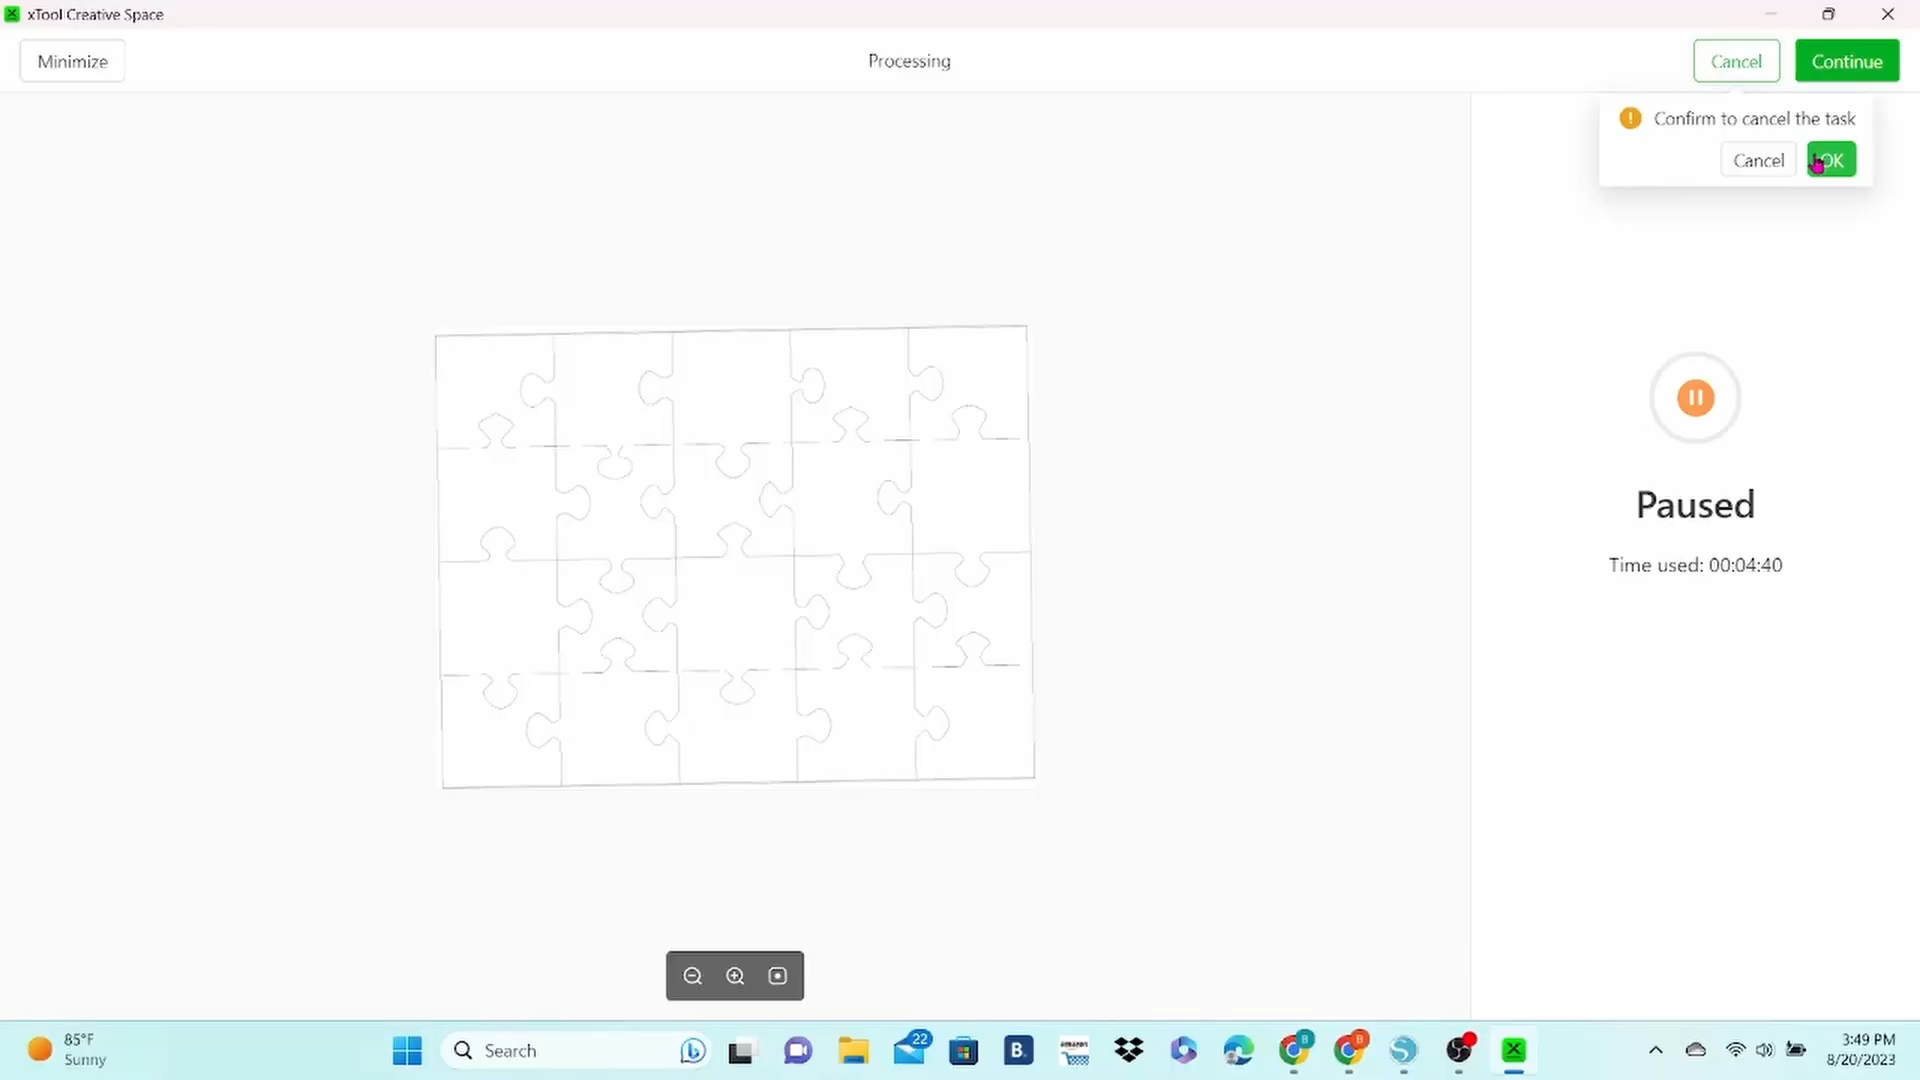 xTool Creative Space
Minimize
Processing
Cancel
Continue
Confirm to cancel the task
Cancel
OK
Paused
Time used: 00:04:40
85°F
Sunny
Search
22
B.
amazon
B
B
3:49 PM
8/20/2023